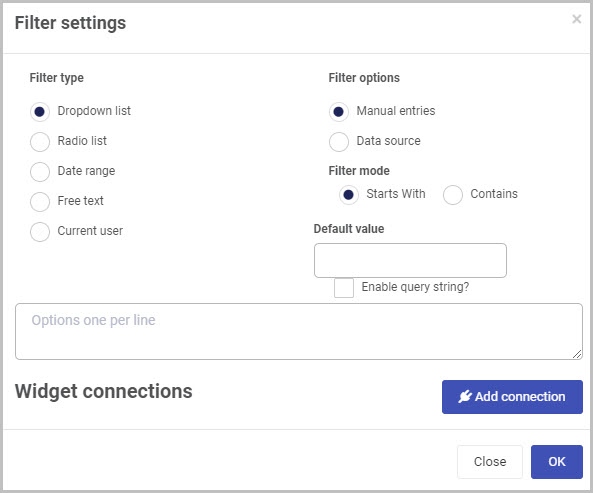 Filter settings
×
Filter type
Dropdown list
Radio list
Date range
Free text
Current user
Filter options
Manual entries
Data source
Filter mode
Starts With Contains
Default value
Enable query string?
Options one per line
Widget connections
Add connection
Close OK